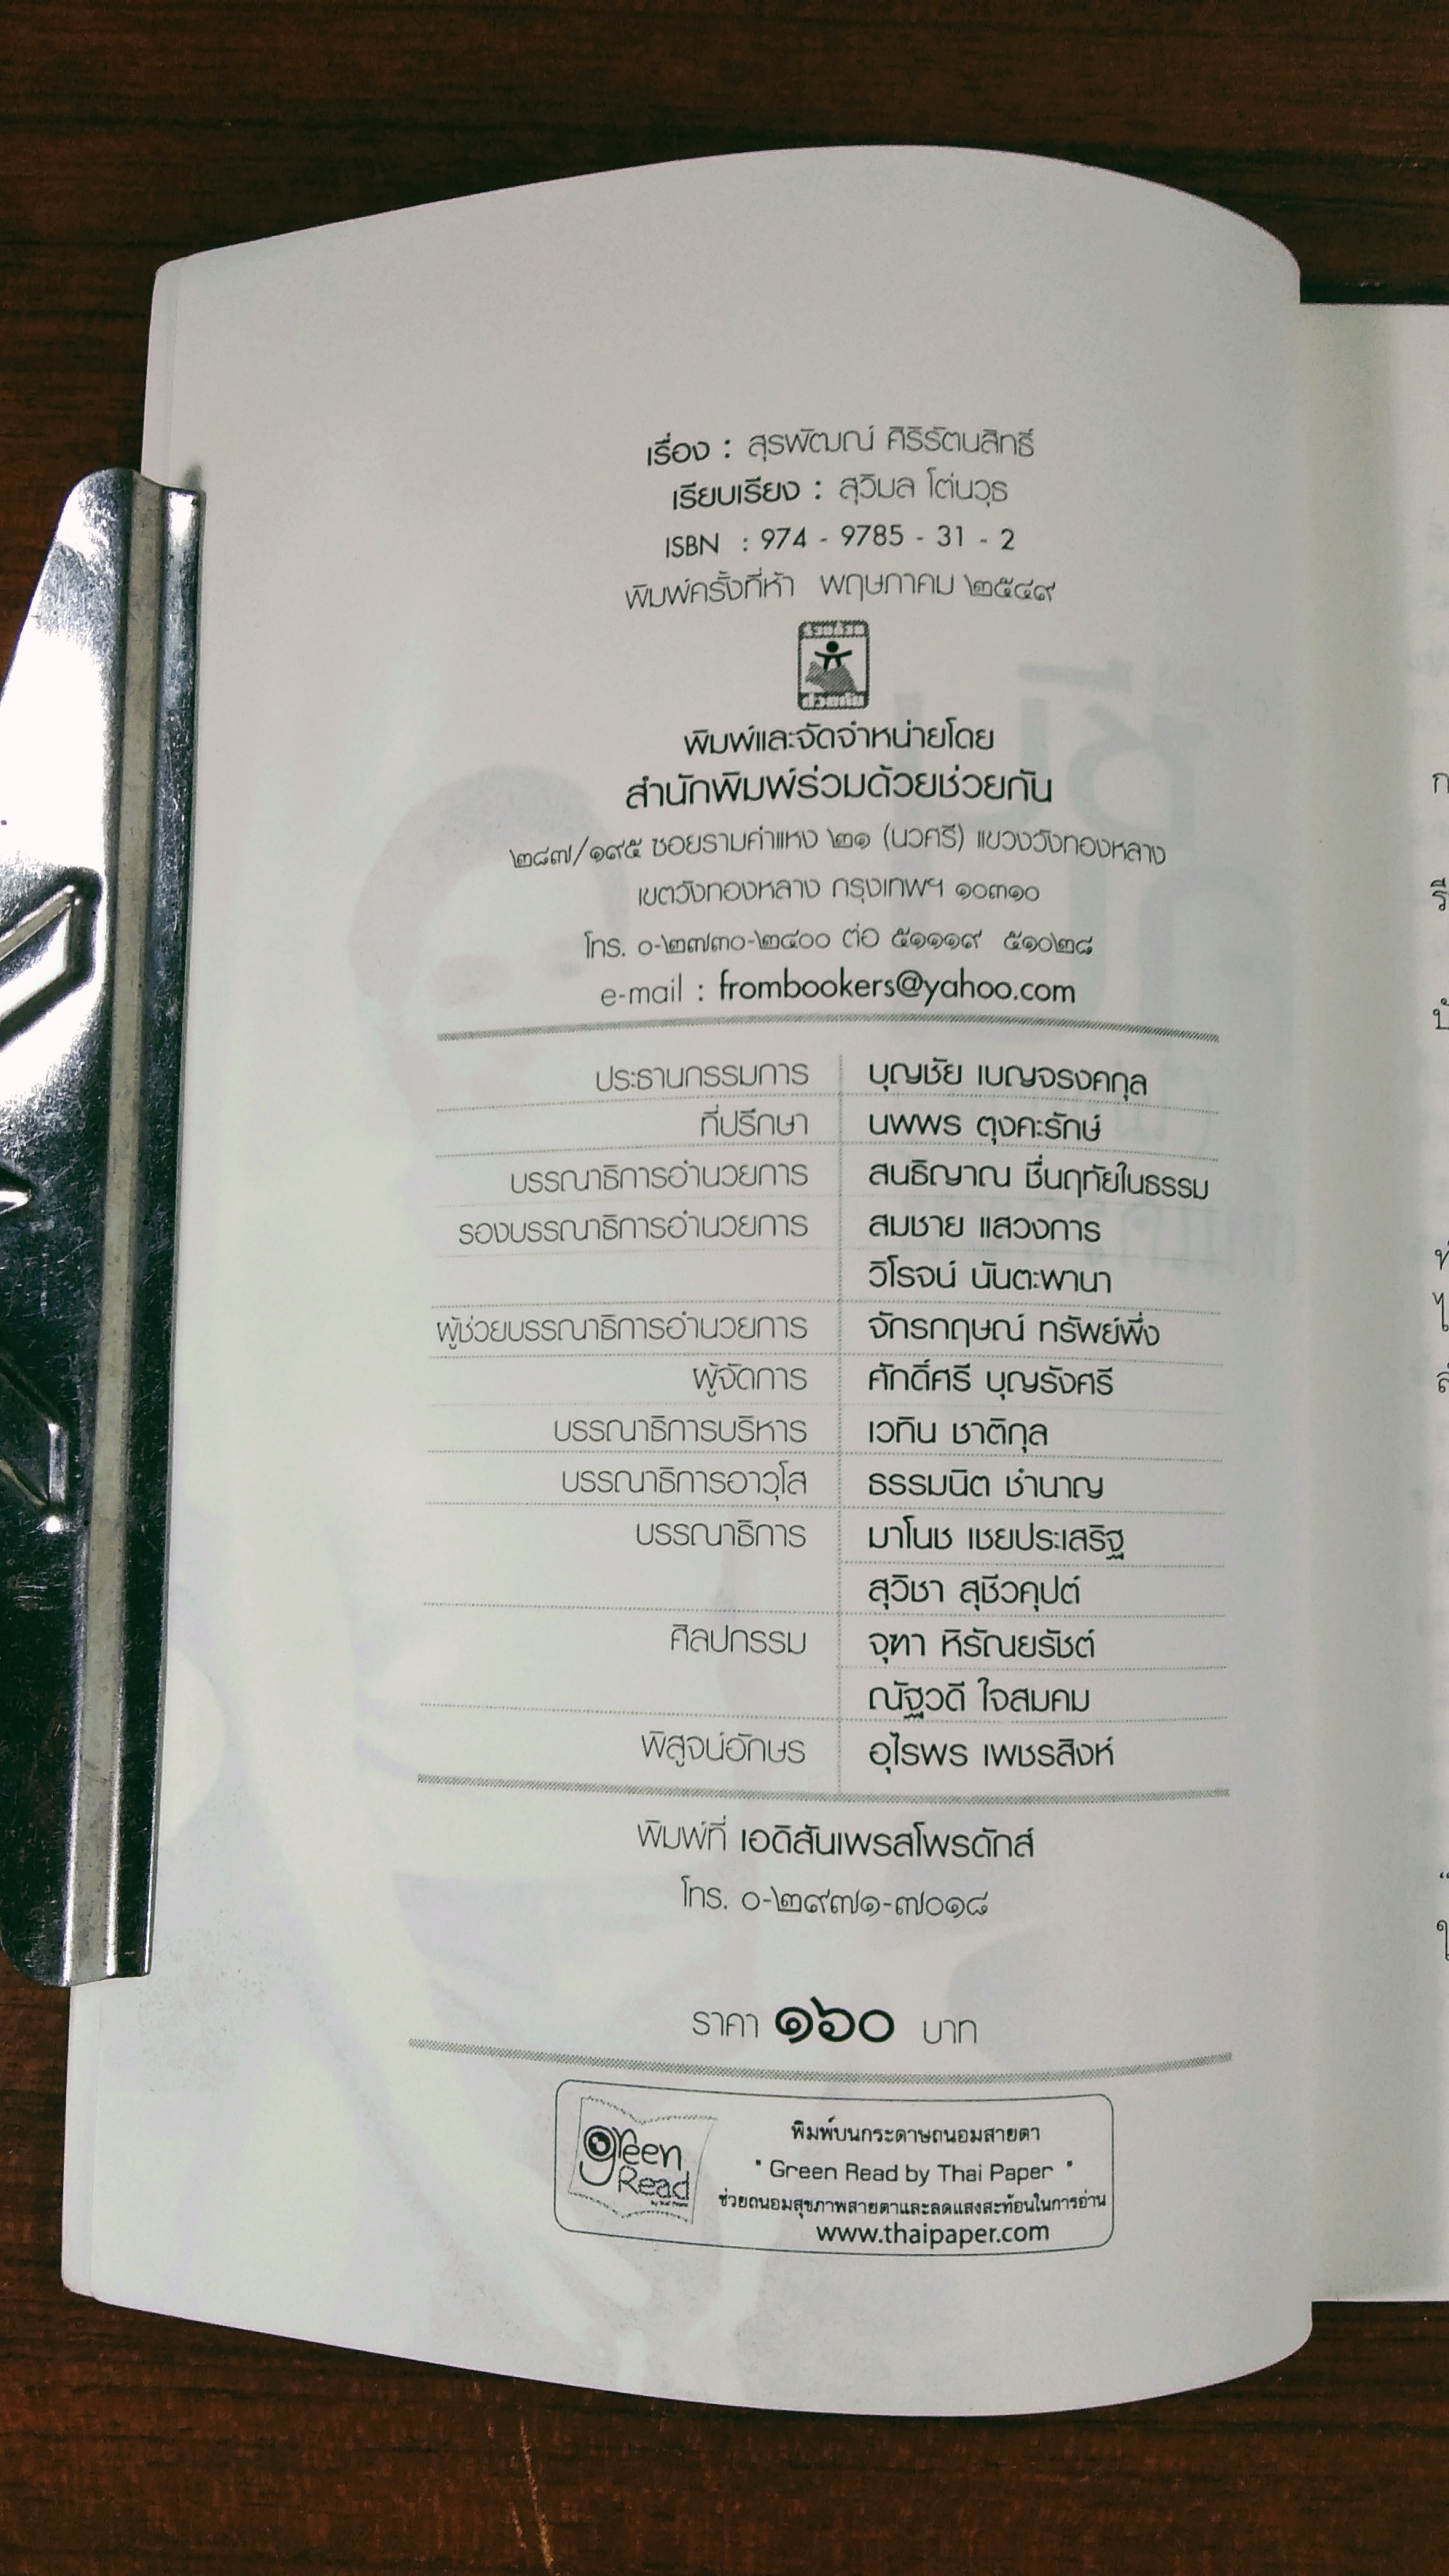 เรื่อง : สุรพัฒณ์ ศิริรัตนสิทธิ์
เรียบเรียง : สุวิมล โต่นวุธ
ISBN : 974 - 9785 - 31 - 2
พิมพ์ครั้งที่ห้า พฤษภาคม ๒๕๔๙
ร่วมด้วย
ช่วยกัน
พิมพ์และจัดจำหน่ายโดย
สำนักพิมพ์ร่วมด้วยช่วยกัน
๒๘๗/๑๙๕ ซอยรามคำแหง ๒๑ (นวศรี) แขวงวังทองหลาง
เขตวังทองหลาง กรุงเทพฯ ๑๐๓๑๐
โทร. ๐-๒๗๓๐-๒๔๐๐ ต่อ ๕๑๑๑๙ ๕๑๐๒๘
e-mail : frombookers@yahoo.com
ประธานกรรมการ บุญชัย เบญจรงคกุล
ที่ปรึกษา นพพร ตุงคะรักษ์
บรรณาธิการอำนวยการ สนธิญาณ ชื่นฤทัยในธรรม
รองบรรณาธิการอำนวยการ สมชาย แสวงการ
วิโรจน์ นันตะพานา
ผู้ช่วยบรรณาธิการอำนวยการ จักรกฤษณ์ ทรัพย์พึ่ง
ผู้จัดการ ศักดิ์ศรี บุญรังศรี
บรรณาธิการบริหาร เวทิน ชาติกุล
บรรณาธิการอาวุโส ธรรมนิต ชำนาญ
บรรณาธิการ มาโนช เชยประเสริฐ
สุวิชา สุชีวคุปต์
ศิลปกรรม จุฑา หิรัณยรัชต์
ณัฐวดี ใจสมคม
พิสูจน์อักษร อุไรพร เพชรสิงห์
พิมพ์ที่ เอดิสันเพรสโพรดักส์
โทร. ๐-๒๙๗๑-๗๐๑๘
ราคา ๑๖๐ บาท
green
Read
พิมพ์บนกระดาษถนอมสายตา
" Green Read by Thai Paper "
ช่วยถนอมสุขภาพสายตาและลดแสงสะท้อนในการอ่าน
www.thaipaper.com